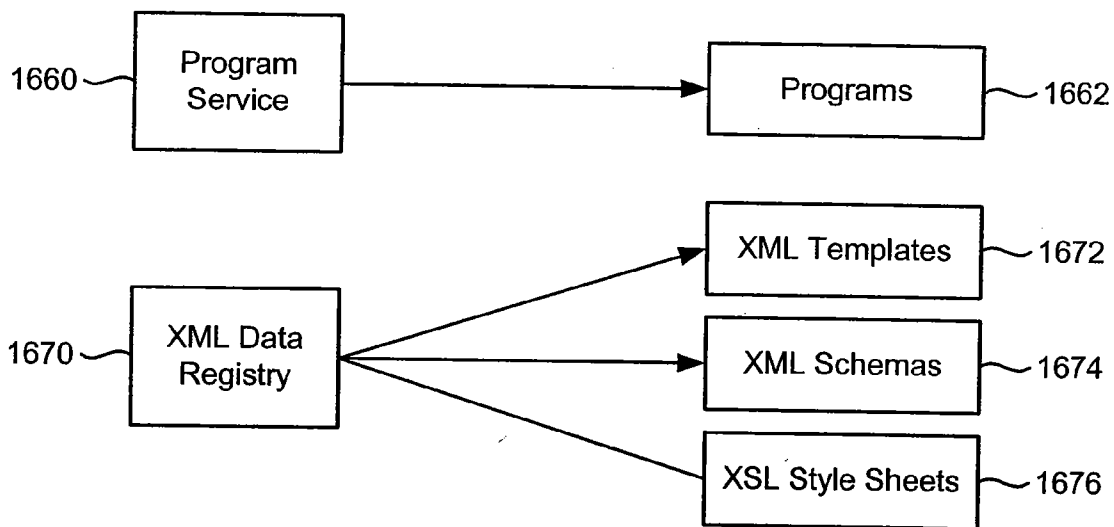 1660
Program
Service
Programs
1662
XML Templates
1672
1670
XML Data
Registry
XML Schemas
1674
XSL Style Sheets
1676